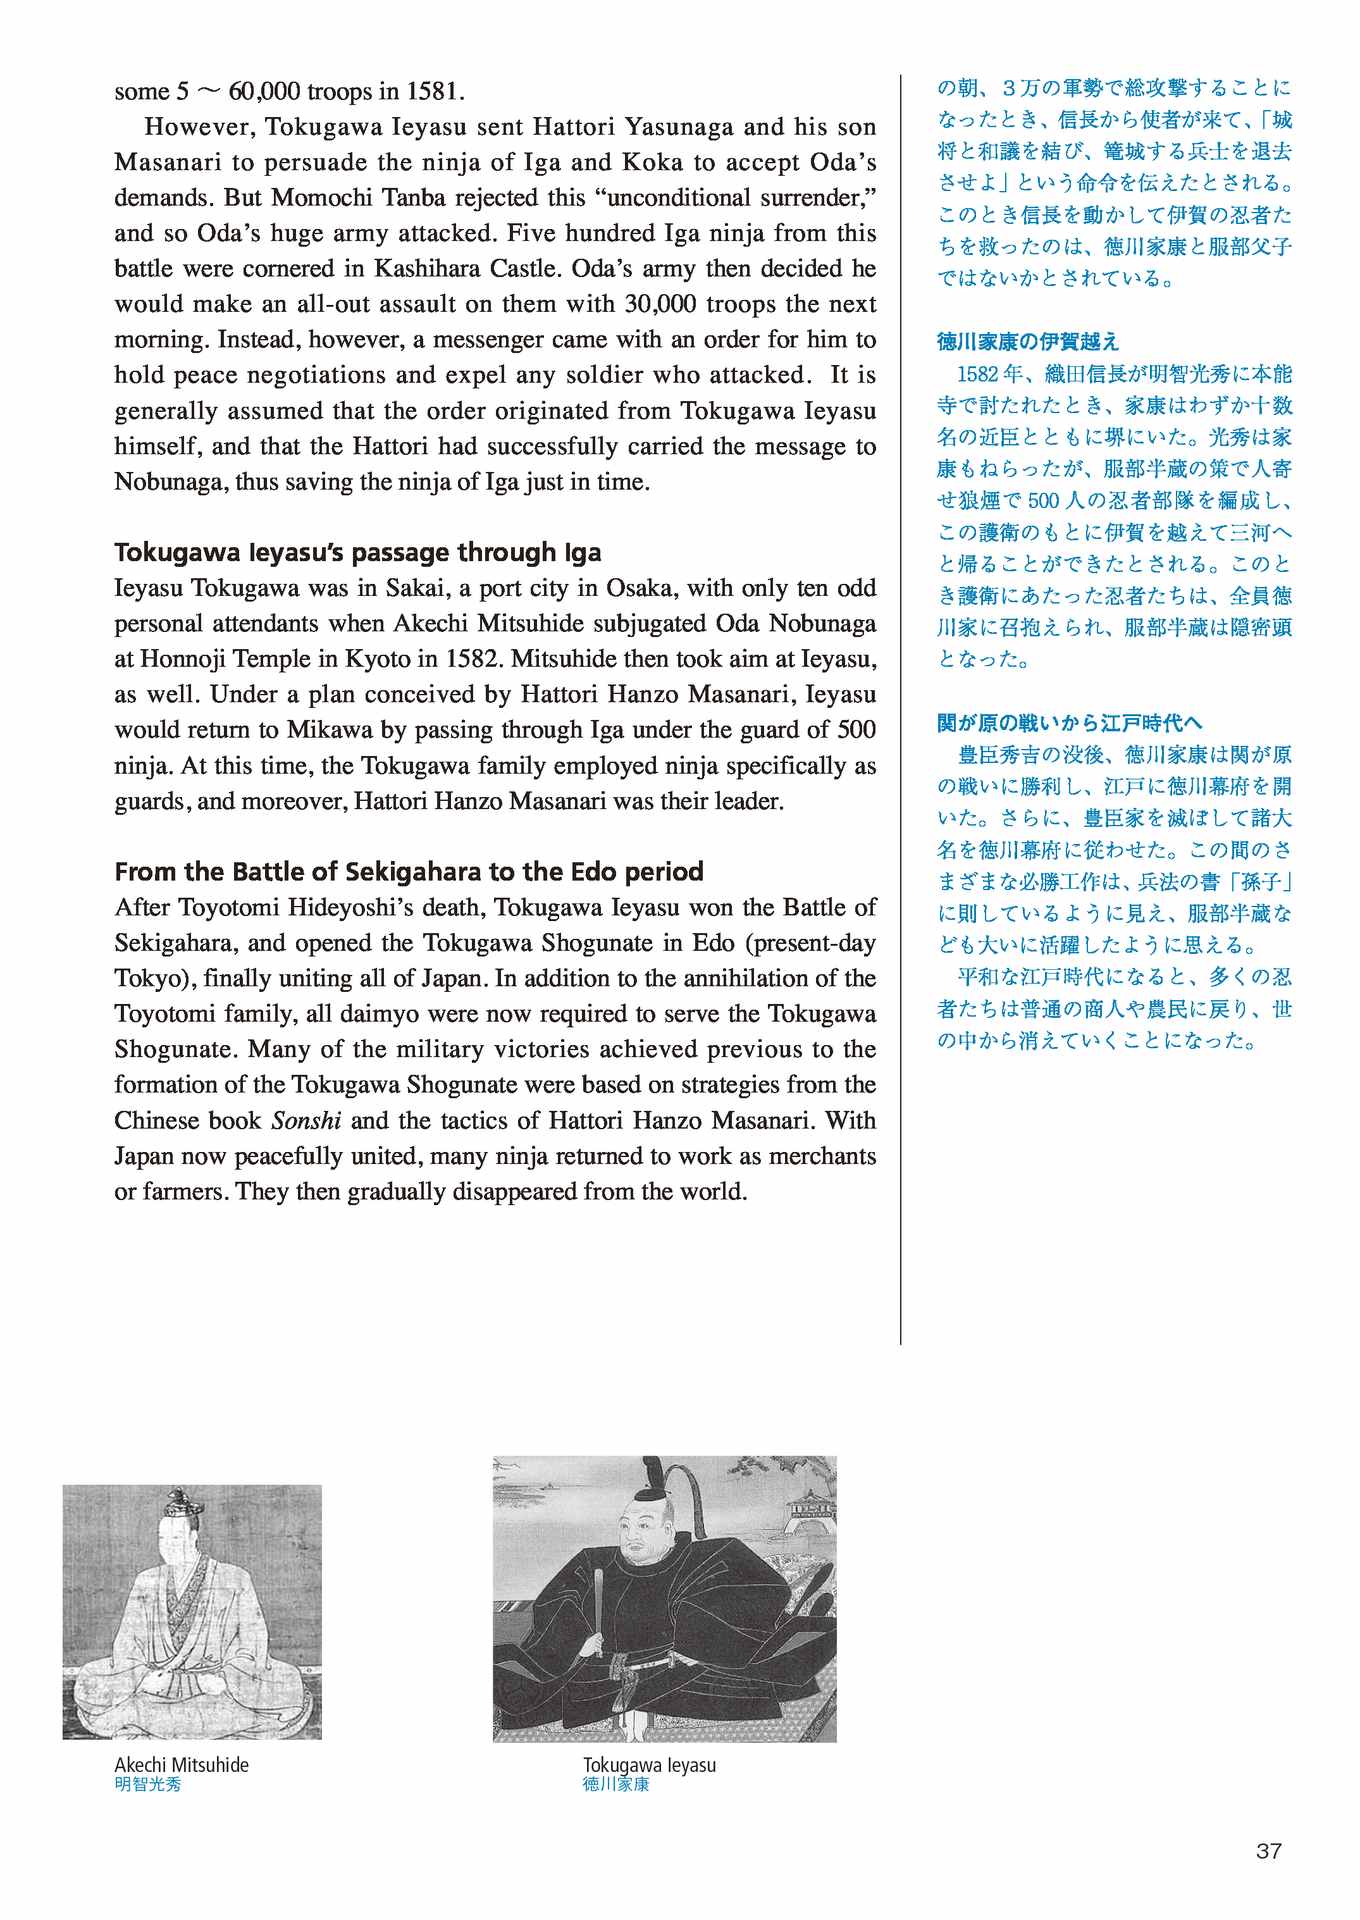 some 5 ～ 60,000 troops in 1581.
However, Tokugawa Ieyasu sent Hattori Yasunaga and his son
Masanari to persuade the ninja of Iga and Koka to accept Oda’s
demands. But Momochi Tanba rejected this “unconditional surrender,”
and so Oda’s huge army attacked. Five hundred Iga ninja from this
battle were cornered in Kashihara Castle. Oda’s army then decided he
would make an all-out assault on them with 30,000 troops the next
morning. Instead, however, a messenger came with an order for him to
hold peace negotiations and expel any soldier who attacked. It is
generally assumed that the order originated from Tokugawa Ieyasu
himself, and that the Hattori had successfully carried the message to
Nobunaga, thus saving the ninja of Iga just in time.
Tokugawa Ieyasu’s passage through Iga
Ieyasu Tokugawa was in Sakai, a port city in Osaka, with only ten odd
personal attendants when Akechi Mitsuhide subjugated Oda Nobunaga
at Honnoji Temple in Kyoto in 1582. Mitsuhide then took aim at Ieyasu,
as well. Under a plan conceived by Hattori Hanzo Masanari, Ieyasu
would return to Mikawa by passing through Iga under the guard of 500
ninja. At this time, the Tokugawa family employed ninja specifically as
guards, and moreover, Hattori Hanzo Masanari was their leader.
From the Battle of Sekigahara to the Edo period
After Toyotomi Hideyoshi’s death, Tokugawa Ieyasu won the Battle of
Sekigahara, and opened the Tokugawa Shogunate in Edo (present-day
Tokyo), finally uniting all of Japan. In addition to the annihilation of the
Toyotomi family, all daimyo were now required to serve the Tokugawa
Shogunate. Many of the military victories achieved previous to the
formation of the Tokugawa Shogunate were based on strategies from the
Chinese book Sonshi and the tactics of Hattori Hanzo Masanari. With
Japan now peacefully united, many ninja returned to work as merchants
or farmers. They then gradually disappeared from the world.
の朝、３万の軍勢で総攻撃することに
なったとき、信長から使者が来て、「城
将と和議を結び、篭城する兵士を退去
させよ」という命令を伝えたとされる。
このとき信長を動かして伊賀の忍者た
ちを救ったのは、徳川家康と服部父子
ではないかとされている。
徳川家康の伊賀越え
1582 年、織田信長が明智光秀に本能
寺で討たれたとき、家康はわずか十数
名の近臣とともに堺にいた。光秀は家
康もねらったが、服部半蔵の策で人寄
せ狼煙で 500 人の忍者部隊を編成し、
この護衛のもとに伊賀を越えて三河へ
と帰ることができたとされる。このと
き護衛にあたった忍者たちは、全員徳
川家に召抱えられ、服部半蔵は隠密頭
となった。
関が原の戦いから江戸時代へ
豊臣秀吉の没後、徳川家康は関が原
の戦いに勝利し、江戸に徳川幕府を開
いた。さらに、豊臣家を滅ぼして諸大
名を徳川幕府に従わせた。この間のさ
まざまな必勝工作は、兵法の書「孫子」
に則しているように見え、服部半蔵な
ども大いに活躍したように思える。
平和な江戸時代になると、多くの忍
者たちは普通の商人や農民に戻り、世
の中から消えていくことになった。
Akechi Mitsuhide
明智光秀
Tokugawa Ieyasu
徳川家康
37